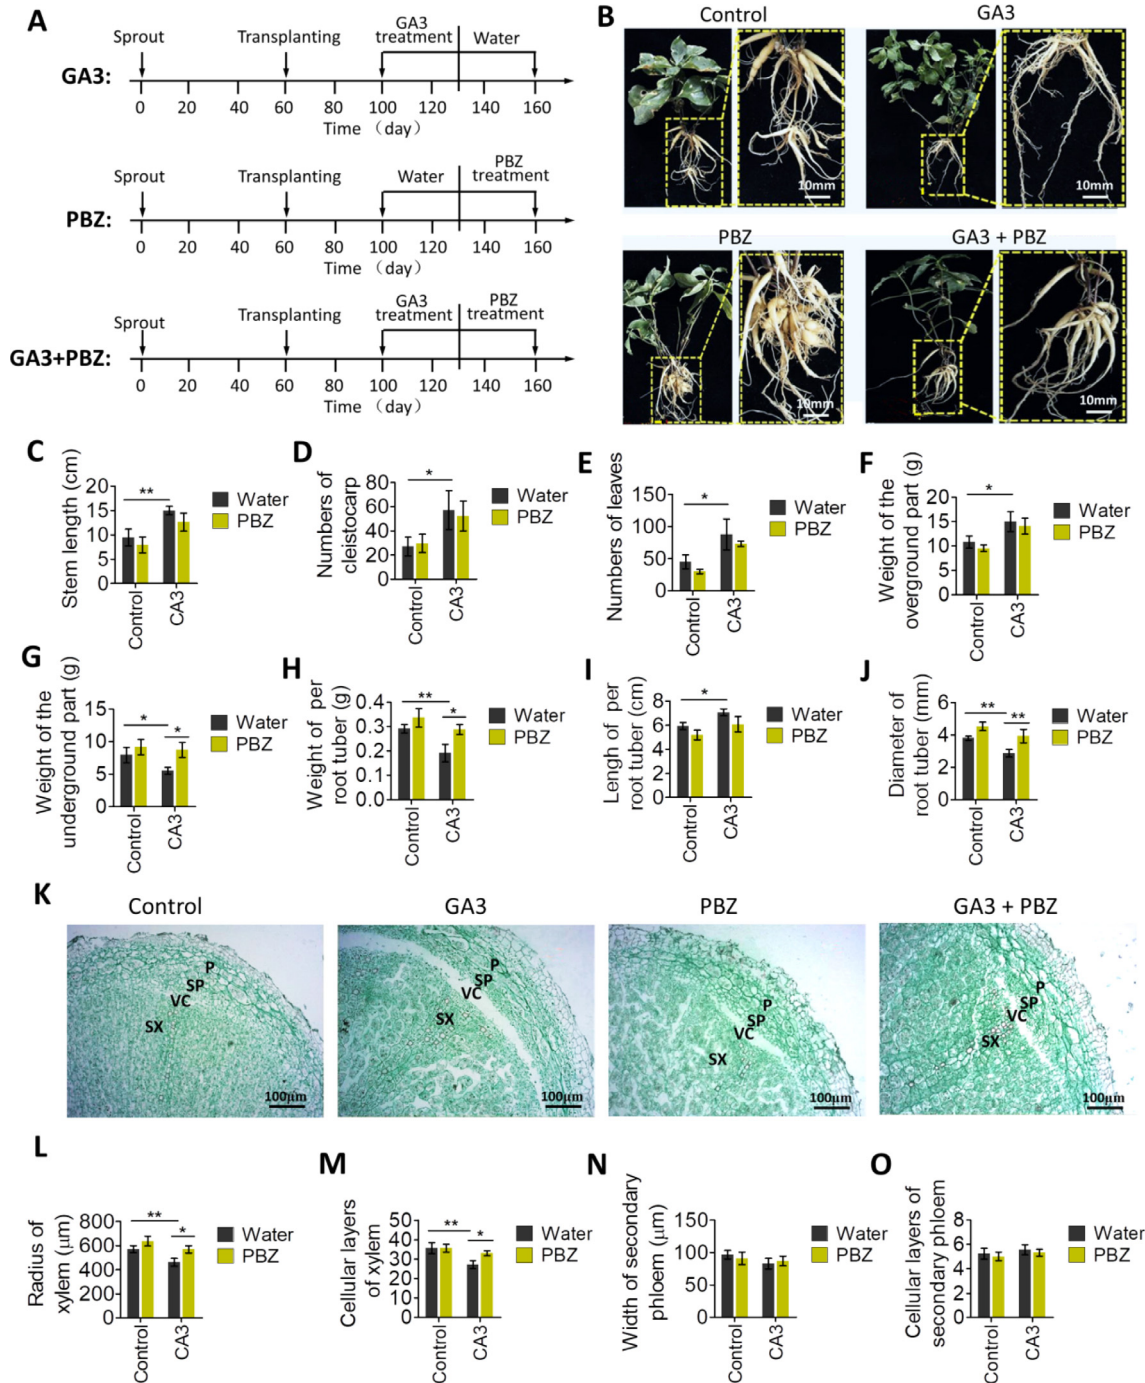 A
GA3
Sprout Transplanting treatment Water
GA3:
0 20 40 60 80 100 120 140 160
Time (day)
PBZ
Sprout Transplanting Water treatment
PBZ:
0 20 40 60 80 100 120 140 160
Time (day)
GA3 PBZ
Sprout Transplanting treatment treatment
GA3+PBZ:
0 20 40 60 80 100 120 140 160
Time (day)
B
Control GA3
10mm 10mm
PBZ GA3 + PBZ
10mm 10mm
C
Stem length (cm)
20
15
10
5
0
**
Water
PBZ
Control CA3
D
Numbers of
cleistocarp
80
60
40
20
0
*
Water
PBZ
Control CA3
E
Numbers of leaves
150
100
50
0
*
Water
PBZ
Control CA3
F
Weight of the
overground part (g)
20
15
10
5
0
*
Water
PBZ
Control CA3
G
Weight of the
underground part (g)
15
10
5
0
* *
Water
PBZ
Control CA3
H
Weight of per
root tuber (g)
0.4
0.3
0.2
0.1
0.0
** *
Water
PBZ
Control CA3
I
Lengh of per
root tuber (cm)
8
6
4
2
0
*
Water
PBZ
Control CA3
J
Diameter of
root tuber (mm)
6
4
2
0
** **
Water
PBZ
Control CA3
K
Control GA3 PBZ GA3 + PBZ
P
SP
VC
SX
100μm
P
SP
VC
SX
100μm
P
SP
VC
SX
100μm
P
SP
VC
SX
100μm
L
Radius of
xylem (μm)
800
600
400
200
0
** *
Water
PBZ
Control CA3
M
Cellular layers
of xylem
50
40
30
20
10
0
** *
Water
PBZ
Control CA3
N
Width of secondary
phloem (μm)
150
100
50
0
Water
PBZ
Control CA3
O
Cellular layers of
secondary phloem
8
6
4
2
0
Water
PBZ
Control CA3